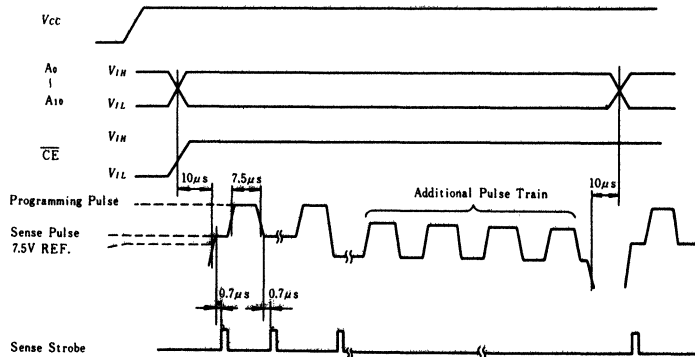 Vcc
A0
~
A10
VIH
VIL
CE
VIH
VIL
10μs
7.5μs
Additional Pulse Train
10μs
Programming Pulse
Sense Pulse
7.5V REF.
0.7μs
0.7μs
Sense Strobe